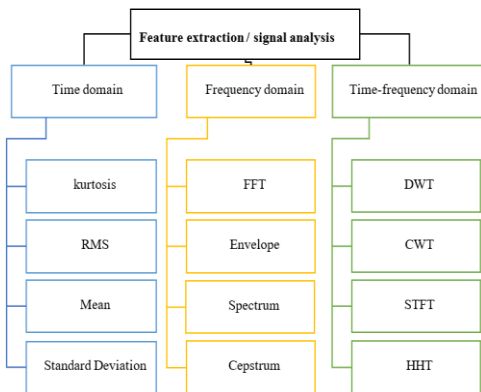 Feature extraction / signal analysis
Time domain
Frequency domain
Time-frequency domain
kurtosis
FFT
DWT
RMS
Envelope
CWT
Mean
Spectrum
STFT
Standard Deviation
Cepstrum
HHT